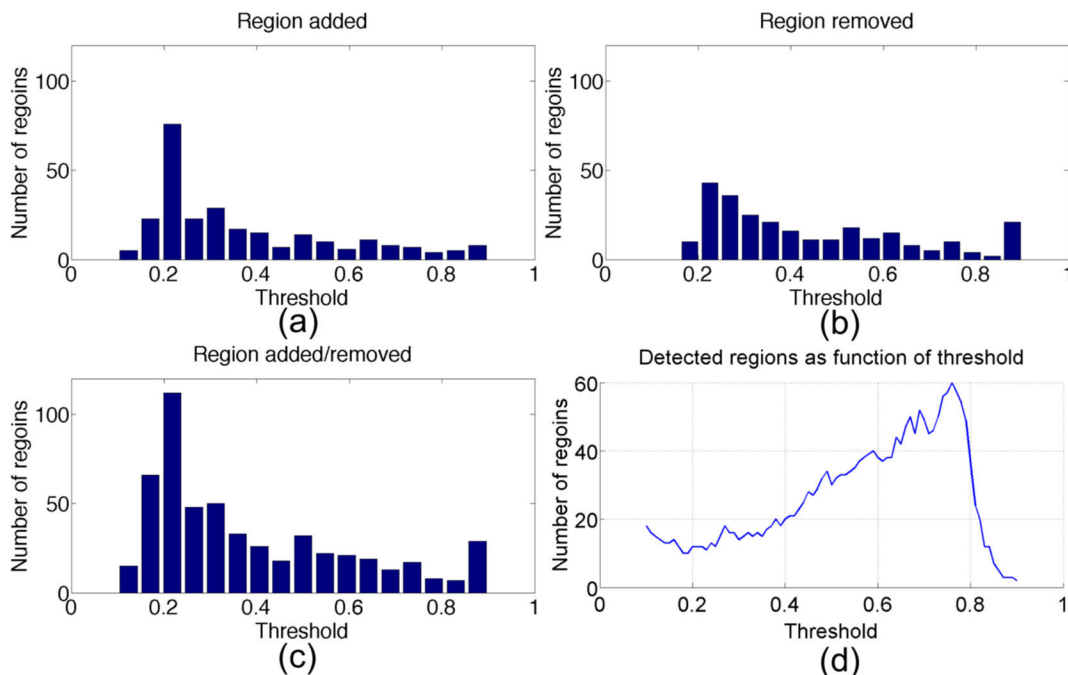 Region added
Number of regoins
100
50
0
0
0.2
0.4
0.6
0.8
1
Threshold
(a)
Region removed
Number of regoins
100
50
0
0
0.2
0.4
0.6
0.8
1
Threshold
(b)
Region added/removed
Number of regoins
100
50
0
0
0.2
0.4
0.6
0.8
1
Threshold
(c)
Detected regions as function of threshold
Number of regoins
60
40
20
0
0
0.2
0.4
0.6
0.8
1
Threshold
(d)